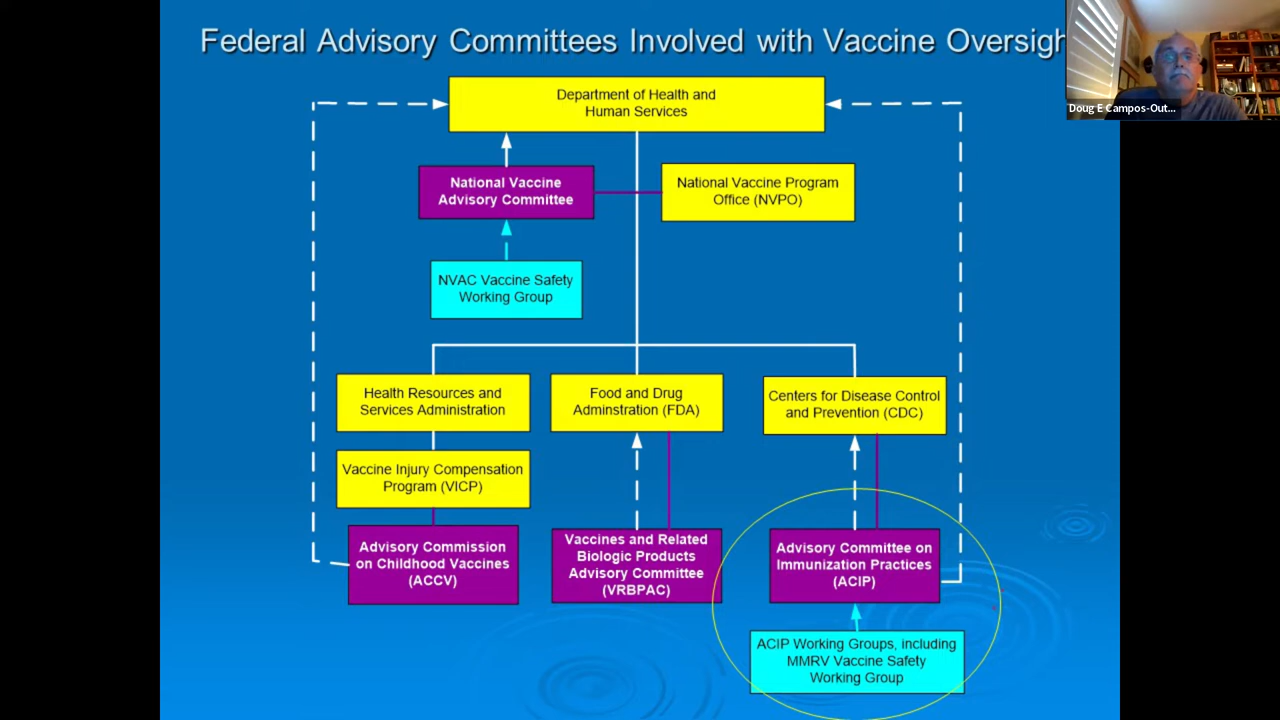 Federal Advisory Committees Involved with Vaccine Oversigh
Doug E Campos-Out...
Department of Health and
Human Services
National Vaccine
Advisory Committee
National Vaccine Program
Office (NVPO)
NVAC Vaccine Safety
Working Group
Health Resources and
Services Administration
Food and Drug
Adminstration (FDA)
Centers for Disease Control
and Prevention (CDC)
Vaccine Injury Compensation
Program (VICP)
Advisory Commission
on Childhood Vaccines
(ACCV)
Vaccines and Related
Biologic Products
Advisory Committee
(VRBPAC)
Advisory Committee on
Immunization Practices
(ACIP)
ACIP Working Groups, including
MMRV Vaccine Safety
Working Group